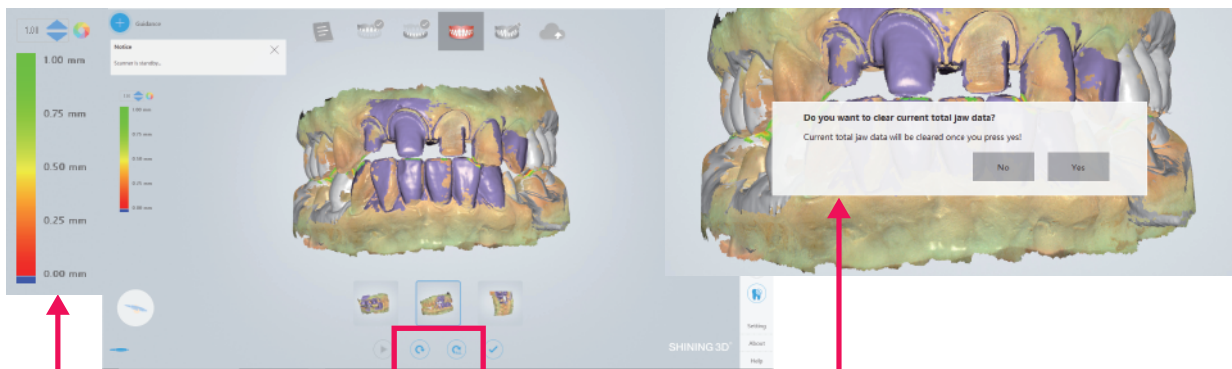 1.00
1.00 mm
0.75 mm
0.50 mm
0.25 mm
0.00 mm
Guidance
Notice
Scanner is standby...
1.00 mm
0.75 mm
0.50 mm
0.25 mm
0.00 mm
Do you want to clear current total jaw data?
Current total jaw data will be cleared once you press yes!
No
Yes
SHINING 3D
Setting
About
Help